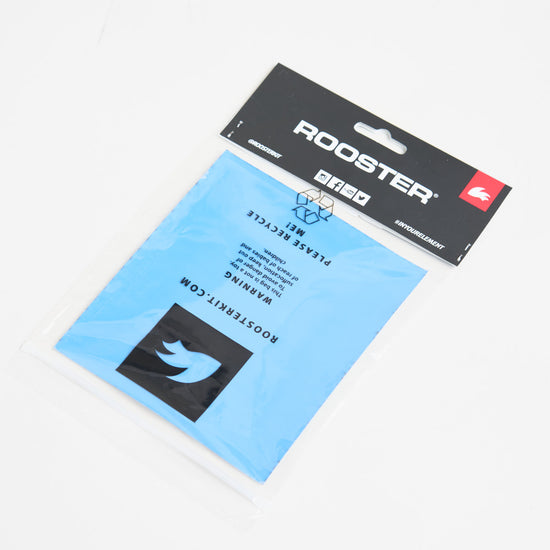 ROOSTER®
@ROOSTERKIT
#INYOURELEMENT
ROOSTERKIT.COM
WARNING
This bag is not a toy.
To avoid danger of
suffocation, keep out
of reach of babies and
children.
PLEASE RECYCLE
ME!